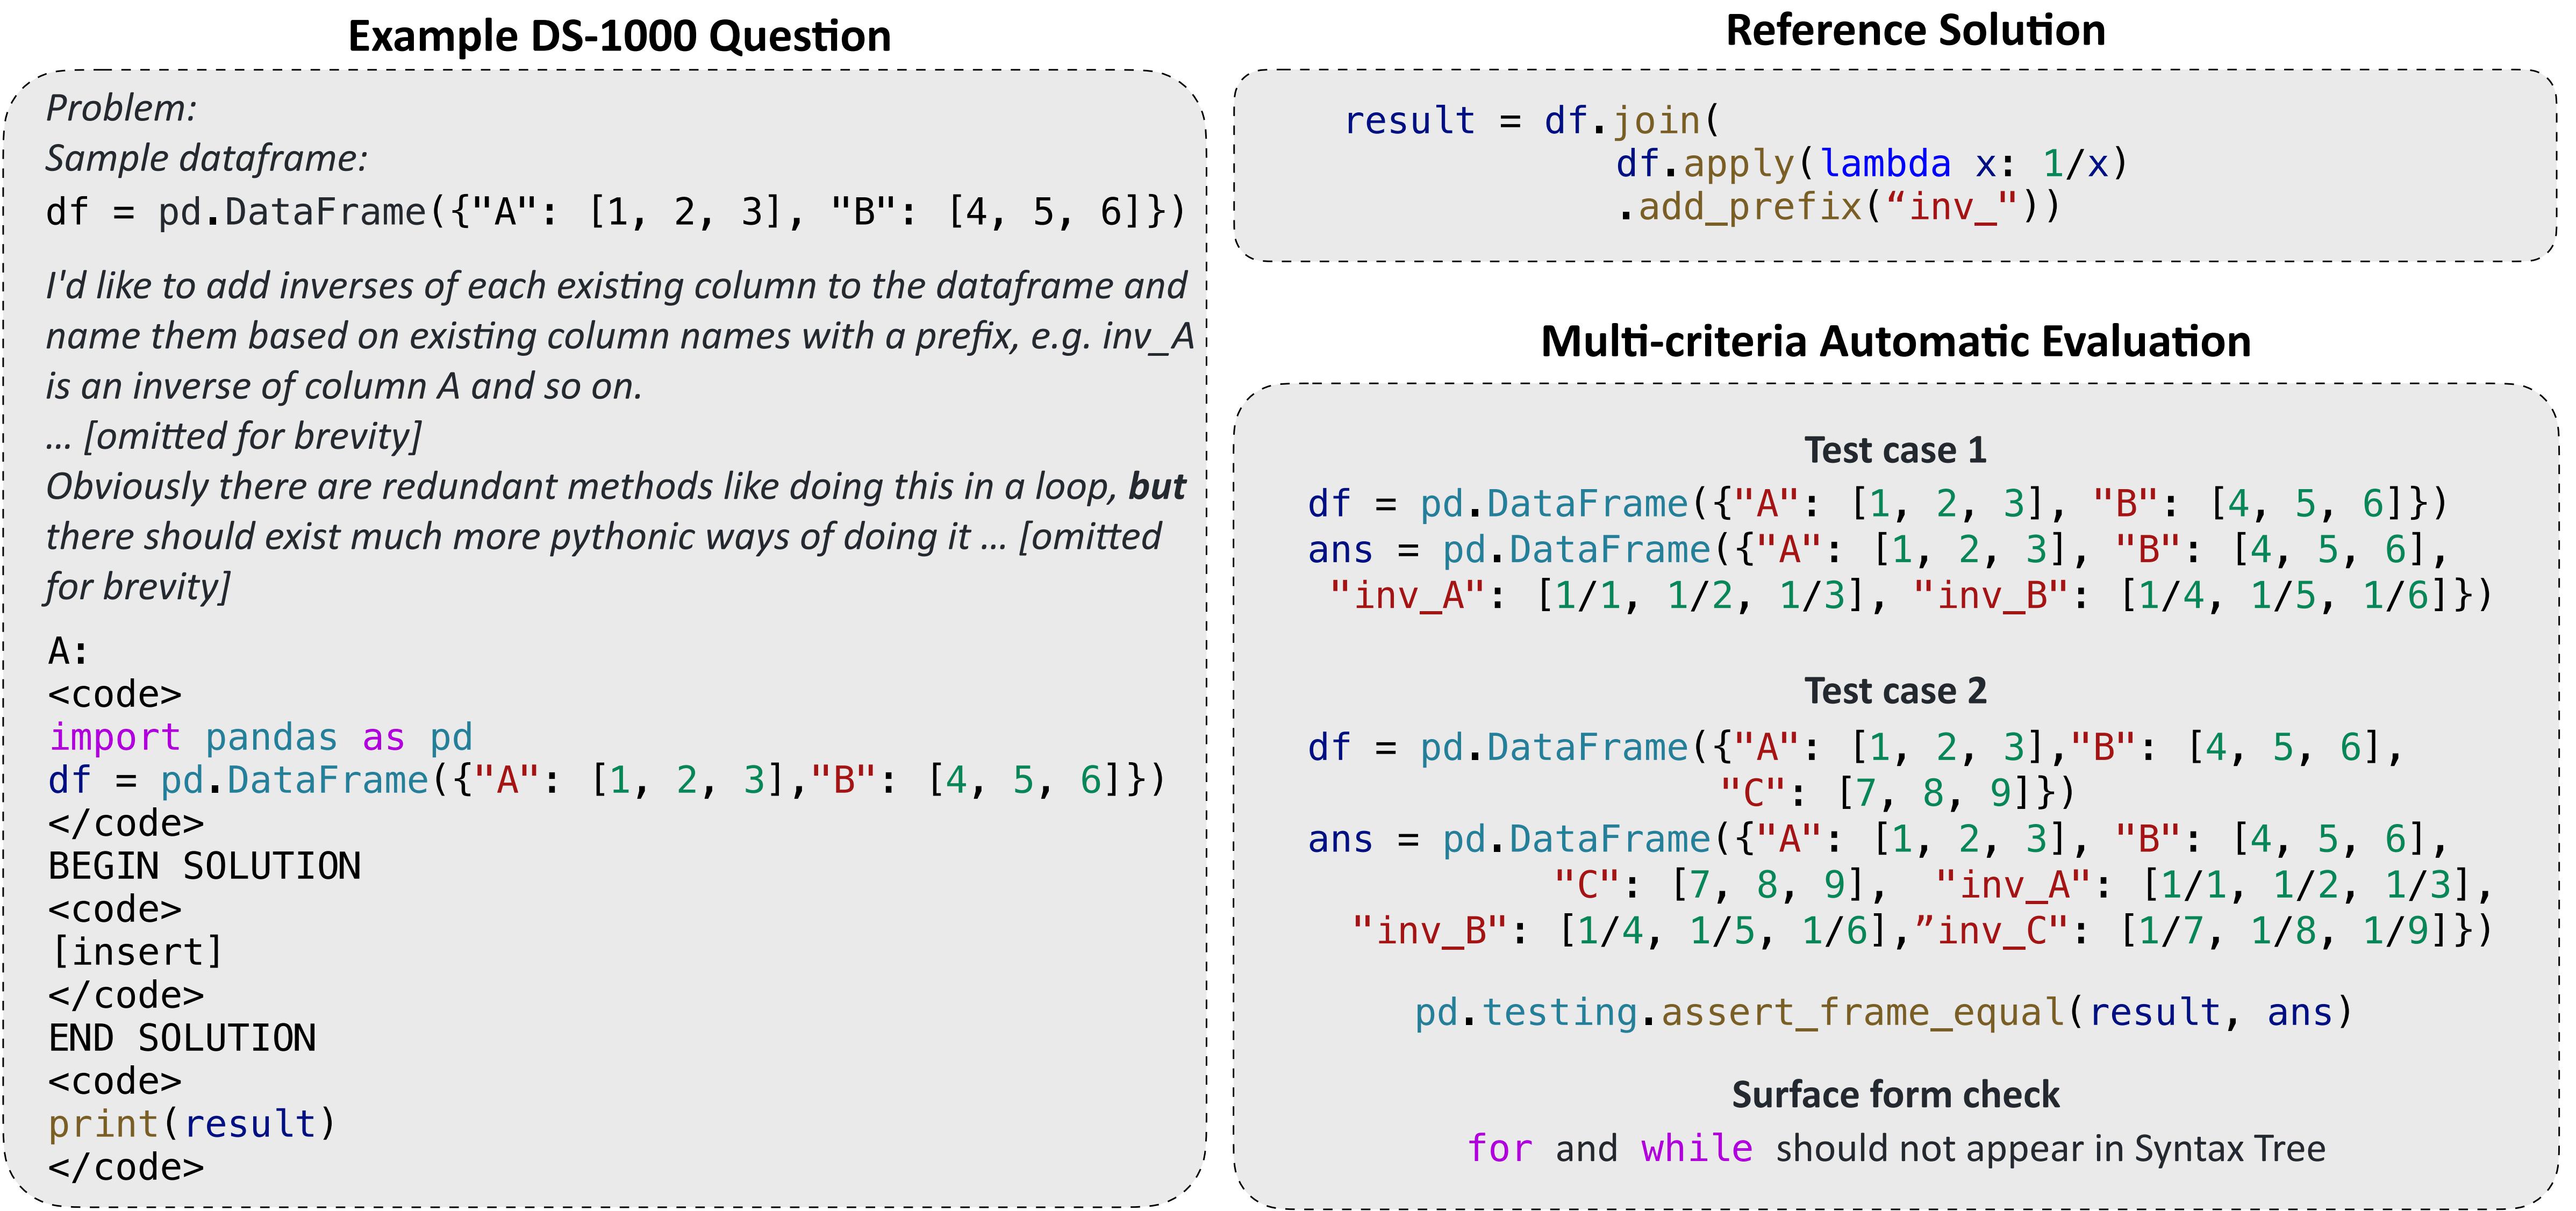 Example DS-1000 Question
Problem:
Sample dataframe:
df = pd.DataFrame({"A": [1, 2, 3], "B": [4, 5, 6]})
I'd like to add inverses of each existing column to the dataframe and
name them based on existing column names with a prefix, e.g. inv_A
is an inverse of column A and so on.
… [omitted for brevity]
Obviously there are redundant methods like doing this in a loop, but
there should exist much more pythonic ways of doing it … [omitted
for brevity]
A:
<code>
import pandas as pd
df = pd.DataFrame({"A": [1, 2, 3],"B": [4, 5, 6]})
</code>
BEGIN SOLUTION
<code>
[insert]
</code>
END SOLUTION
<code>
print(result)
</code>
Reference Solution
result = df.join(
df.apply(lambda x: 1/x)
.add_prefix(“inv_"))
Multi-criteria Automatic Evaluation
Test case 1
df = pd.DataFrame({"A": [1, 2, 3], "B": [4, 5, 6]})
ans = pd.DataFrame({"A": [1, 2, 3], "B": [4, 5, 6],
"inv_A": [1/1, 1/2, 1/3], "inv_B": [1/4, 1/5, 1/6]})
Test case 2
df = pd.DataFrame({"A": [1, 2, 3],"B": [4, 5, 6],
"C": [7, 8, 9]})
ans = pd.DataFrame({"A": [1, 2, 3], "B": [4, 5, 6],
"C": [7, 8, 9], "inv_A": [1/1, 1/2, 1/3],
"inv_B": [1/4, 1/5, 1/6],”inv_C": [1/7, 1/8, 1/9]})
pd.testing.assert_frame_equal(result, ans)
Surface form check
for and while should not appear in Syntax Tree